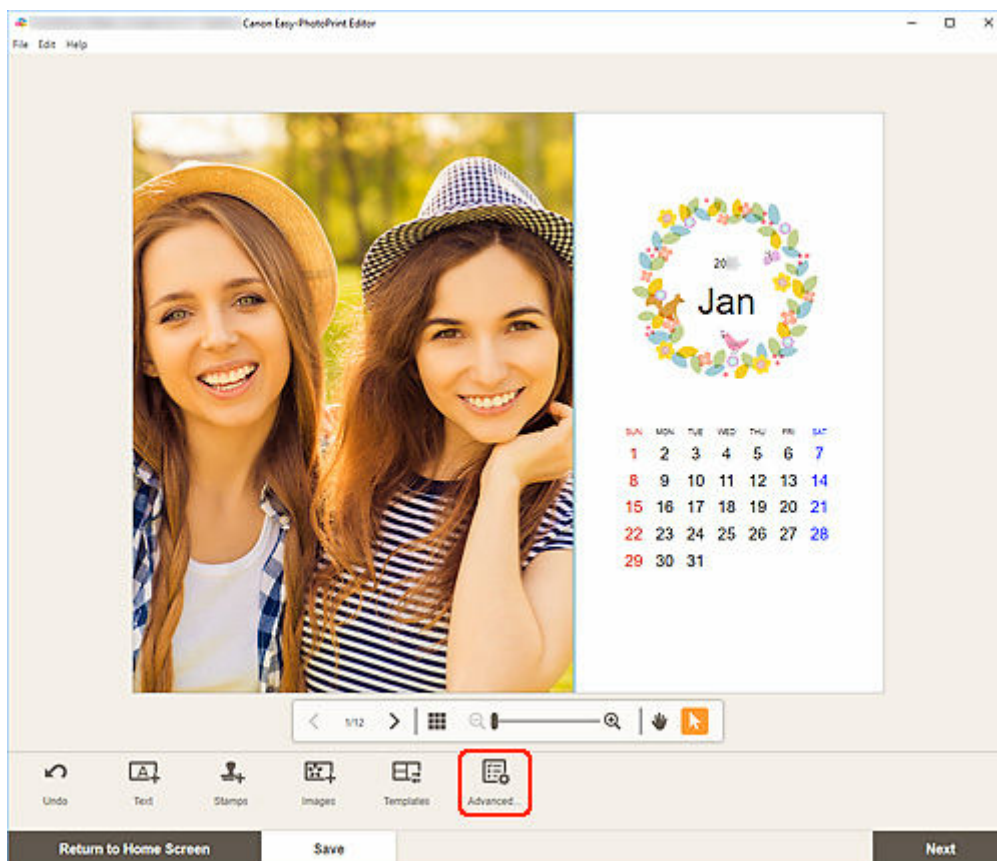 Canon Easy-PhotoPrint Editor
File Edit Help
20
Jan
SUN MON TUE WED THU FRI SAT
1 2 3 4 5 6 7
8 9 10 11 12 13 14
15 16 17 18 19 20 21
22 23 24 25 26 27 28
29 30 31
1/12
Undo Text Stamps Images Templates Advanced...
Return to Home Screen Save Next